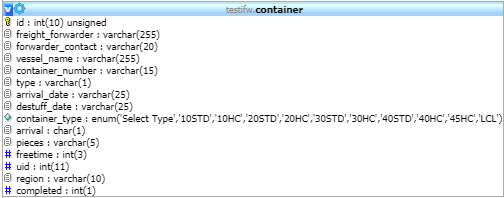 v testifw.container
id : int(10) unsigned
freight_forwarder : varchar(255)
forwarder_contact : varchar(20)
vessel_name : varchar(255)
container_number : varchar(15)
type : varchar(1)
arrival_date : varchar(25)
destuff_date : varchar(25)
container_type : enum('Select Type','10STD','10HC','20STD','20HC','30STD','30HC','40STD','40HC','45HC','LCL')
arrival : char(1)
pieces : varchar(5)
# freetime : int(3)
# uid : int(11)
region : varchar(10)
# completed : int(1)